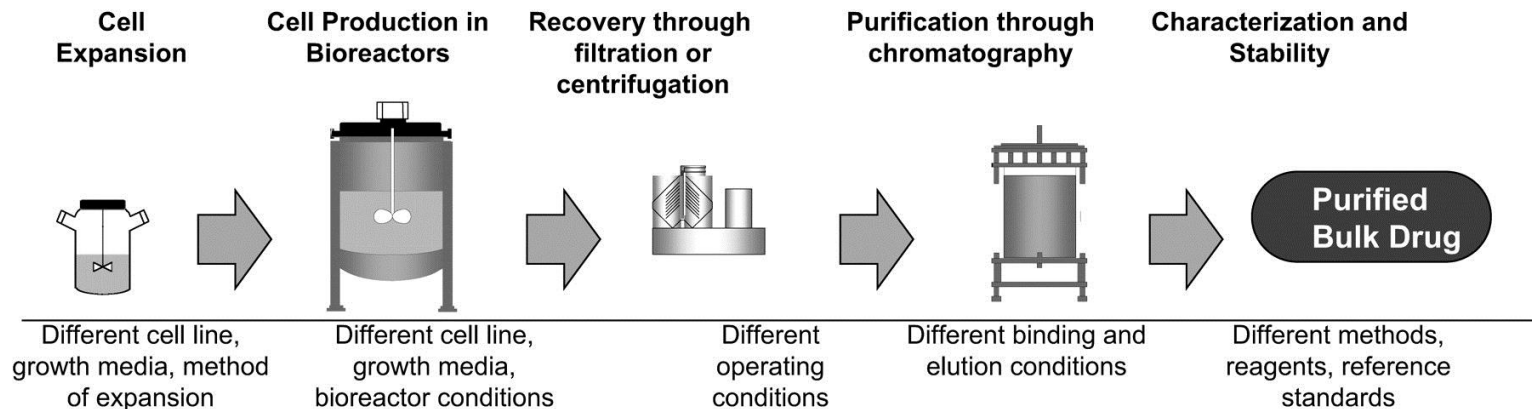 Cell
Expansion
Cell Production in
Bioreactors
Recovery through
filtration or
centrifugation
Purification through
chromatography
Characterization and
Stability
Purified
Bulk Drug
Different cell line,
growth media, method
of expansion
Different cell line,
growth media,
bioreactor conditions
Different
operating
conditions
Different binding and
elution conditions
Different methods,
reagents, reference
standards